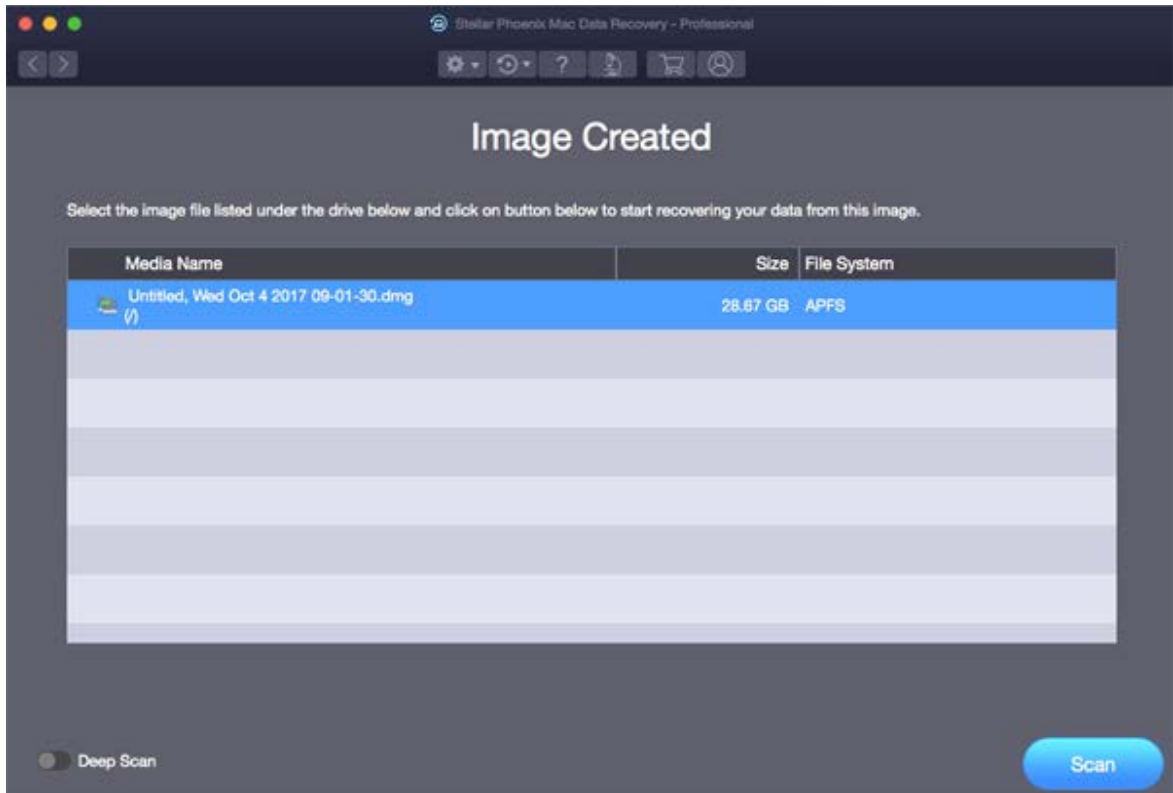 Stellar Phoenix Mac Data Recovery - Professional
?
Image Created
Select the image file listed under the drive below and click on button below to start recovering your data from this image.
Media Name Size File System
Untitled, Wed Oct 4 2017 09-01-30.dmg 28.67 GB APFS
(/)
Deep Scan Scan